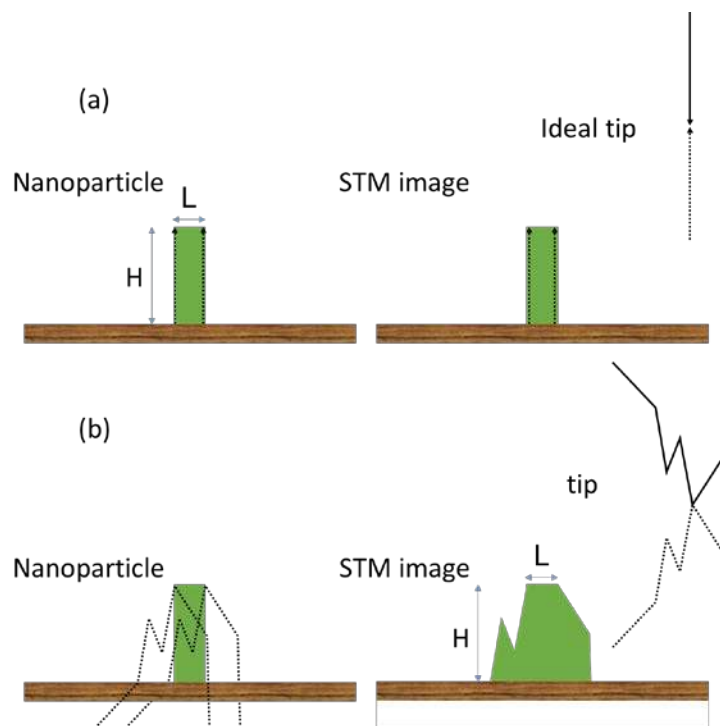 (a)
Ideal tip
Nanoparticle
STM image
L
H
(b)
tip
Nanoparticle
STM image
L
H